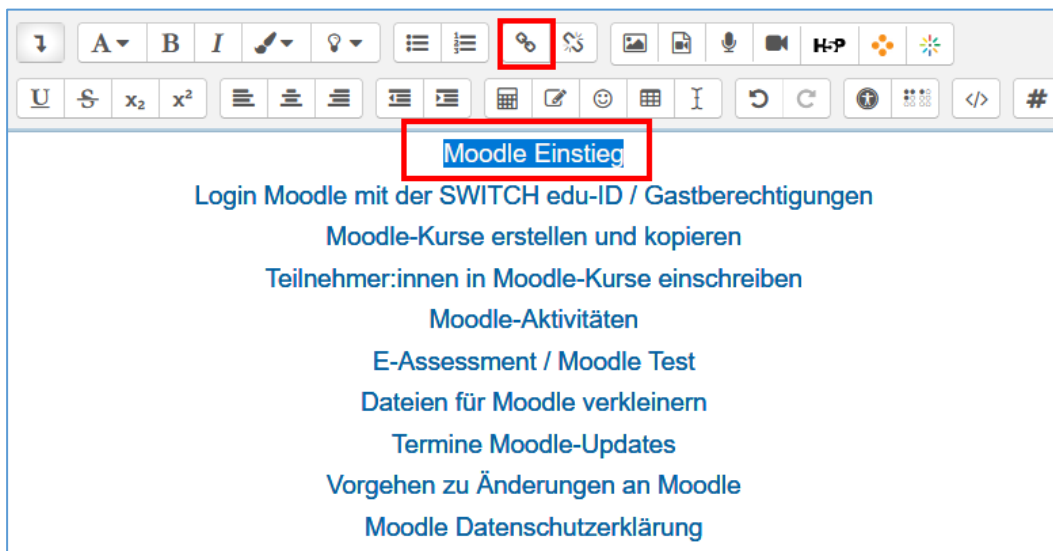 A B I H-P
U S x₂ x² </> #
Moodle Einstieg
Login Moodle mit der SWITCH edu-ID / Gastberechtigungen
Moodle-Kurse erstellen und kopieren
Teilnehmer:innen in Moodle-Kurse einschreiben
Moodle-Aktivitäten
E-Assessment / Moodle Test
Dateien für Moodle verkleinern
Termine Moodle-Updates
Vorgehen zu Änderungen an Moodle
Moodle Datenschutzerklärung